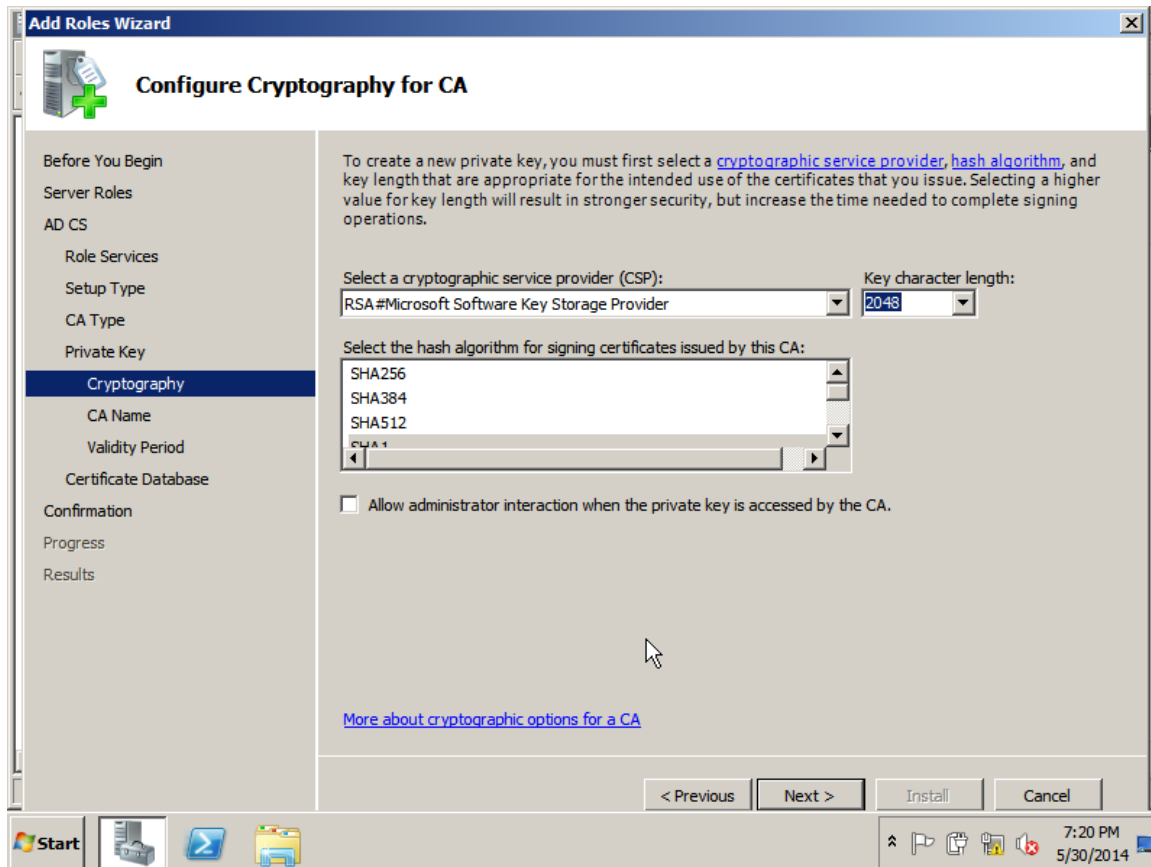 Add Roles Wizard
Configure Cryptography for CA
Before You Begin
Server Roles
AD CS
Role Services
Setup Type
CA Type
Private Key
Cryptography
CA Name
Validity Period
Certificate Database
Confirmation
Progress
Results
To create a new private key, you must first select a cryptographic service provider, hash algorithm, and
key length that are appropriate for the intended use of the certificates that you issue. Selecting a higher
value for key length will result in stronger security, but increase the time needed to complete signing
operations.
Select a cryptographic service provider (CSP):
Key character length:
RSA#Microsoft Software Key Storage Provider
2048
Select the hash algorithm for signing certificates issued by this CA:
SHA256
SHA384
SHA512
SHA1
Allow administrator interaction when the private key is accessed by the CA.
More about cryptographic options for a CA
< Previous
Next >
Install
Cancel
Start
7:20 PM
5/30/2014